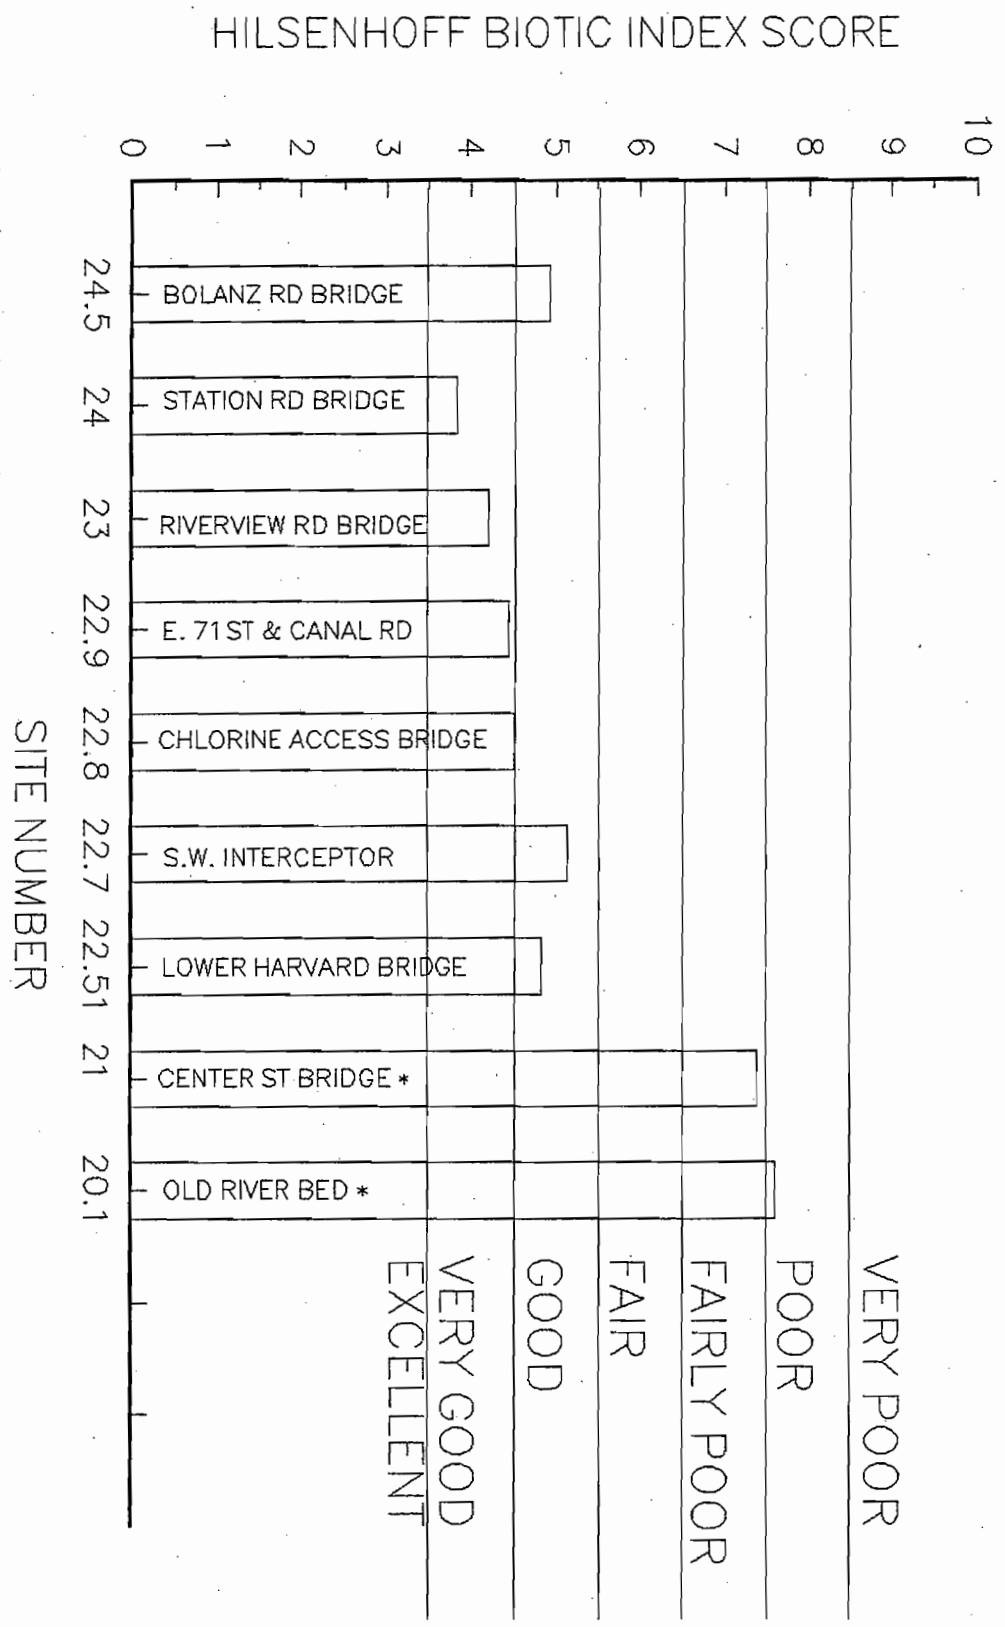 HILSENHOFF BIOTIC INDEX SCORE
0
1
2
3
4
5
6
7
8
9
10
24.5
BOLANZ RD BRIDGE
24
STATION RD BRIDGE
23
RIVERVIEW RD BRIDGE
22.9
E. 71ST & CANAL RD
22.8
CHLORINE ACCESS BRIDGE
22.7
S.W. INTERCEPTOR
22.51
LOWER HARVARD BRIDGE
21
CENTER ST BRIDGE *
20.1
OLD RIVER BED *
VERY POOR
POOR
FAIRLY POOR
FAIR
GOOD
VERY GOOD
EXCELLENT
SITE NUMBER